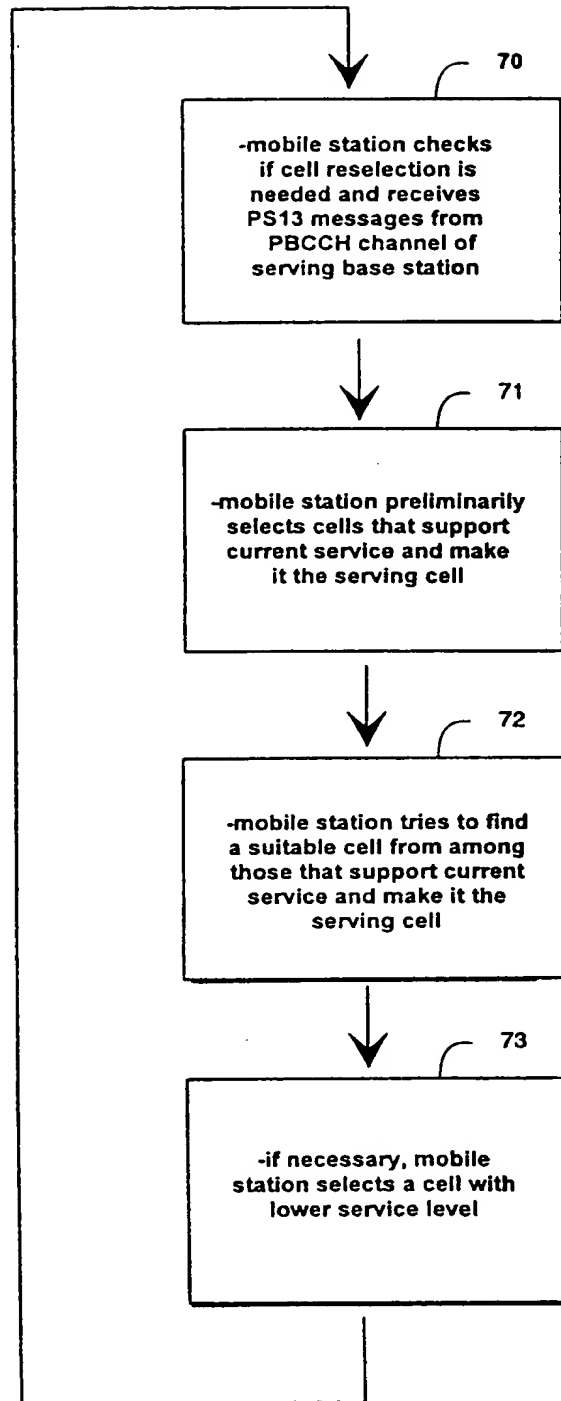 70
-mobile station checks
if cell reselection is
needed and receives
PS13 messages from
PBCCH channel of
serving base station
71
-mobile station preliminarily
selects cells that support
current service and make
it the serving cell
72
-mobile station tries to find
a suitable cell from among
those that support current
service and make it the
serving cell
73
-if necessary, mobile
station selects a cell with
lower service level